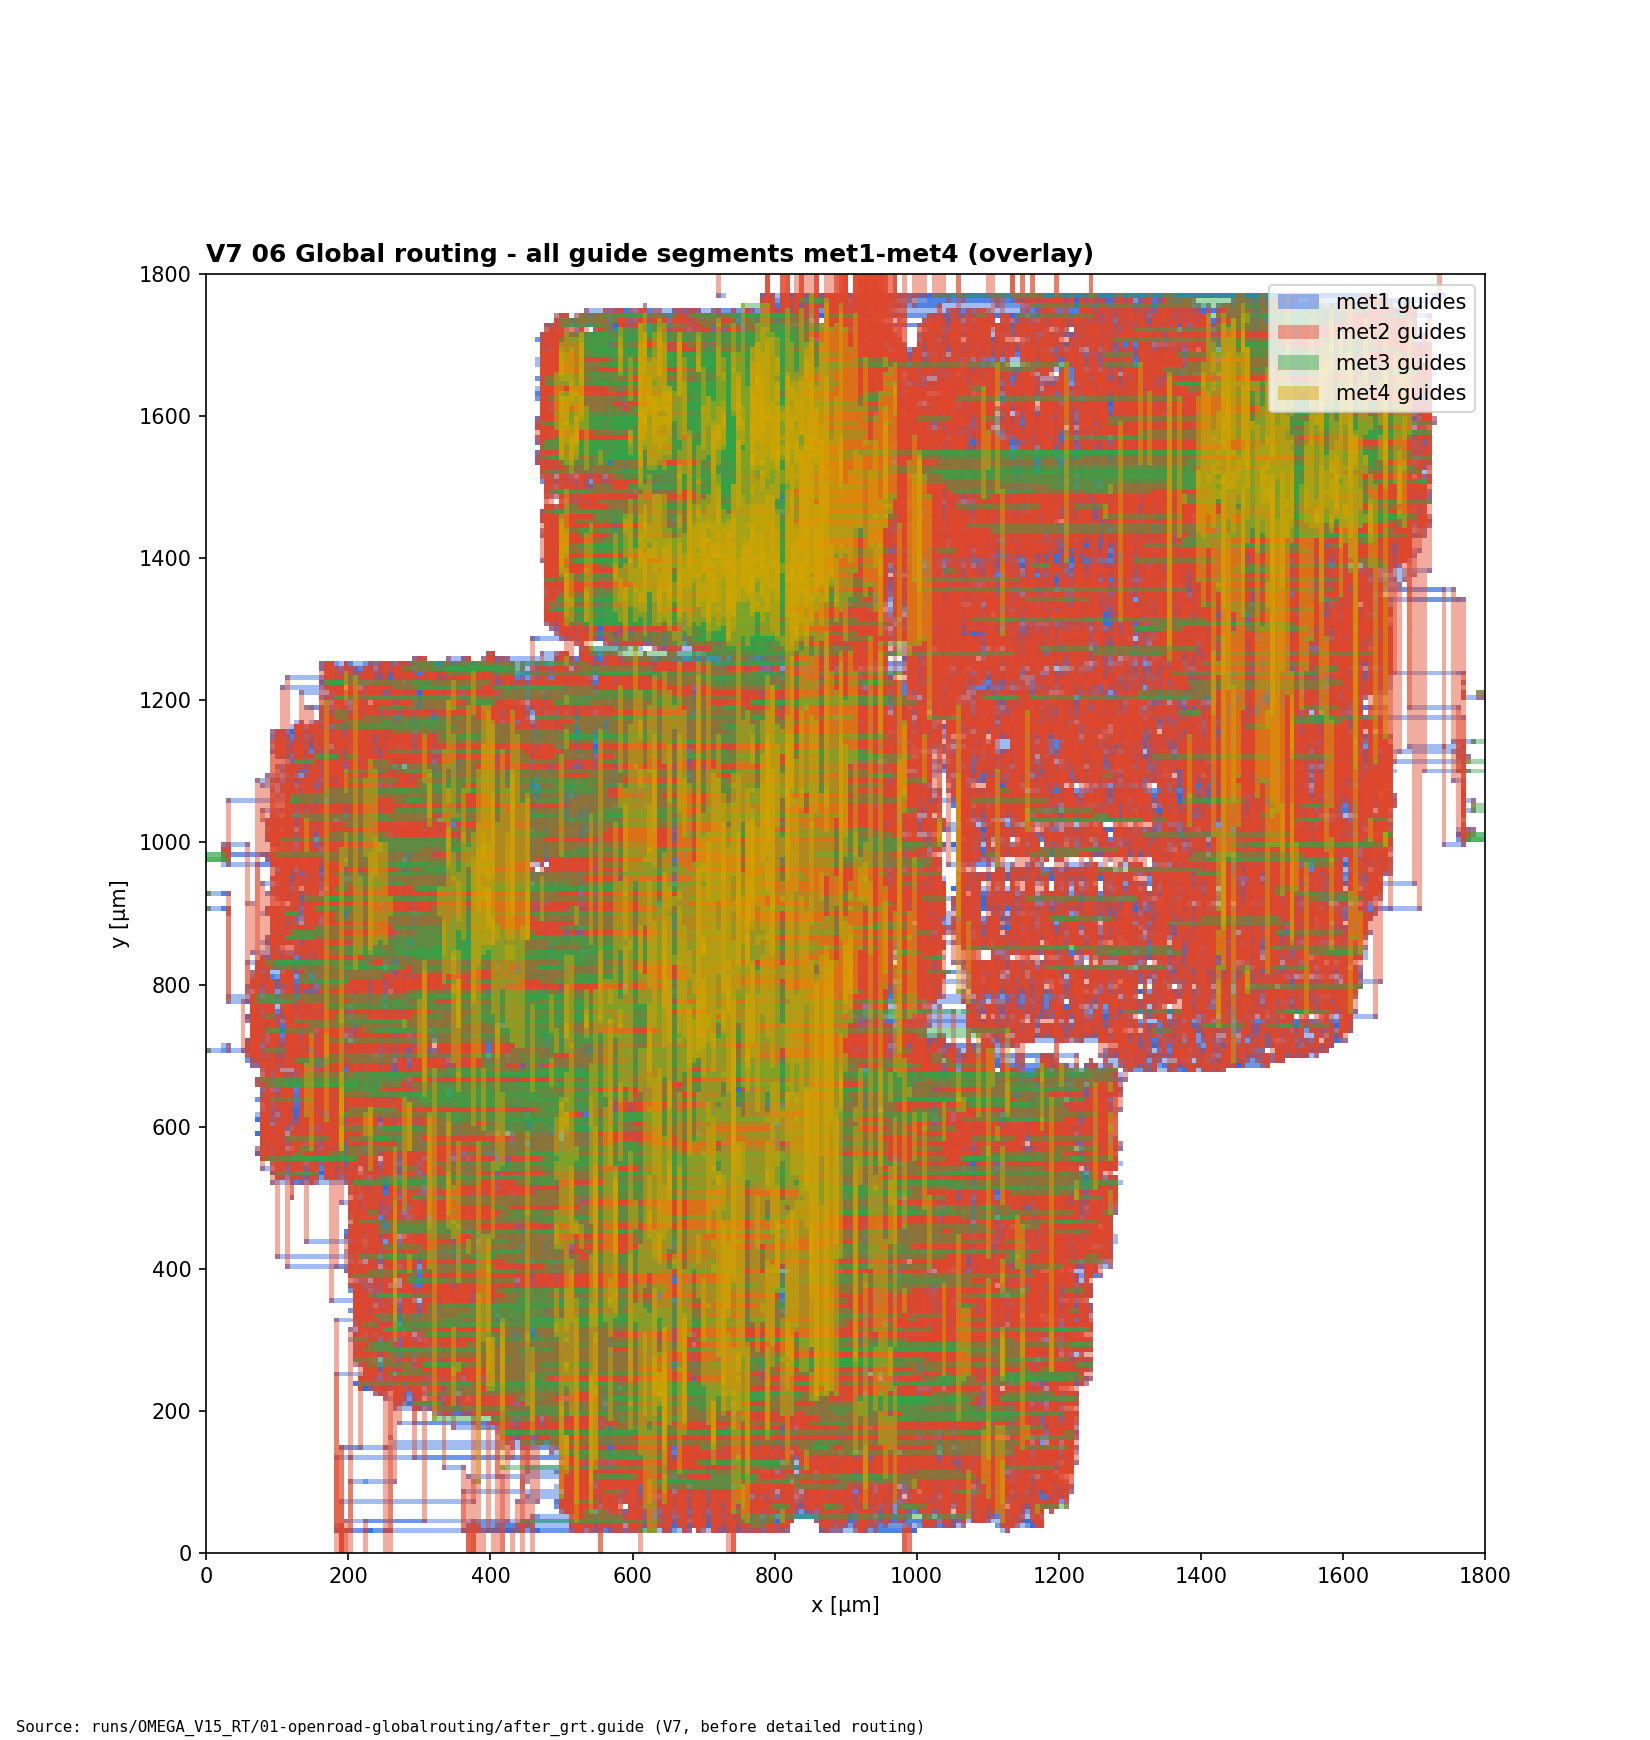 V7 06 Global routing - all guide segments met1-met4 (overlay)
met1 guides
met2 guides
met3 guides
met4 guides
y [µm]
1800
1600
1400
1200
1000
800
600
400
200
0
0 200 400 600 800 1000 1200 1400 1600 1800
x [µm]
Source: runs/OMEGA_V15_RT/01-openroad-globalrouting/after_grt.guide (V7, before detailed routing)